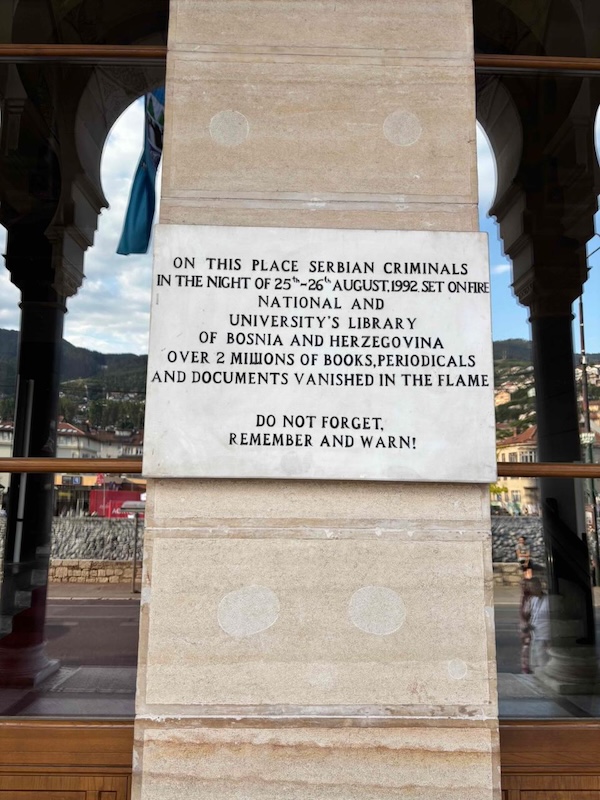 ON THIS PLACE SERBIAN CRIMINALS
IN THE NIGHT OF 25th-26th AUGUST,1992. SET ON FIRE
NATIONAL AND
UNIVERSITY'S LIBRARY
OF BOSNIA AND HERZEGOVINA
OVER 2 MILLIONS OF BOOKS,PERIODICALS
AND DOCUMENTS VANISHED IN THE FLAME
DO NOT FORGET,
REMEMBER AND WARN!